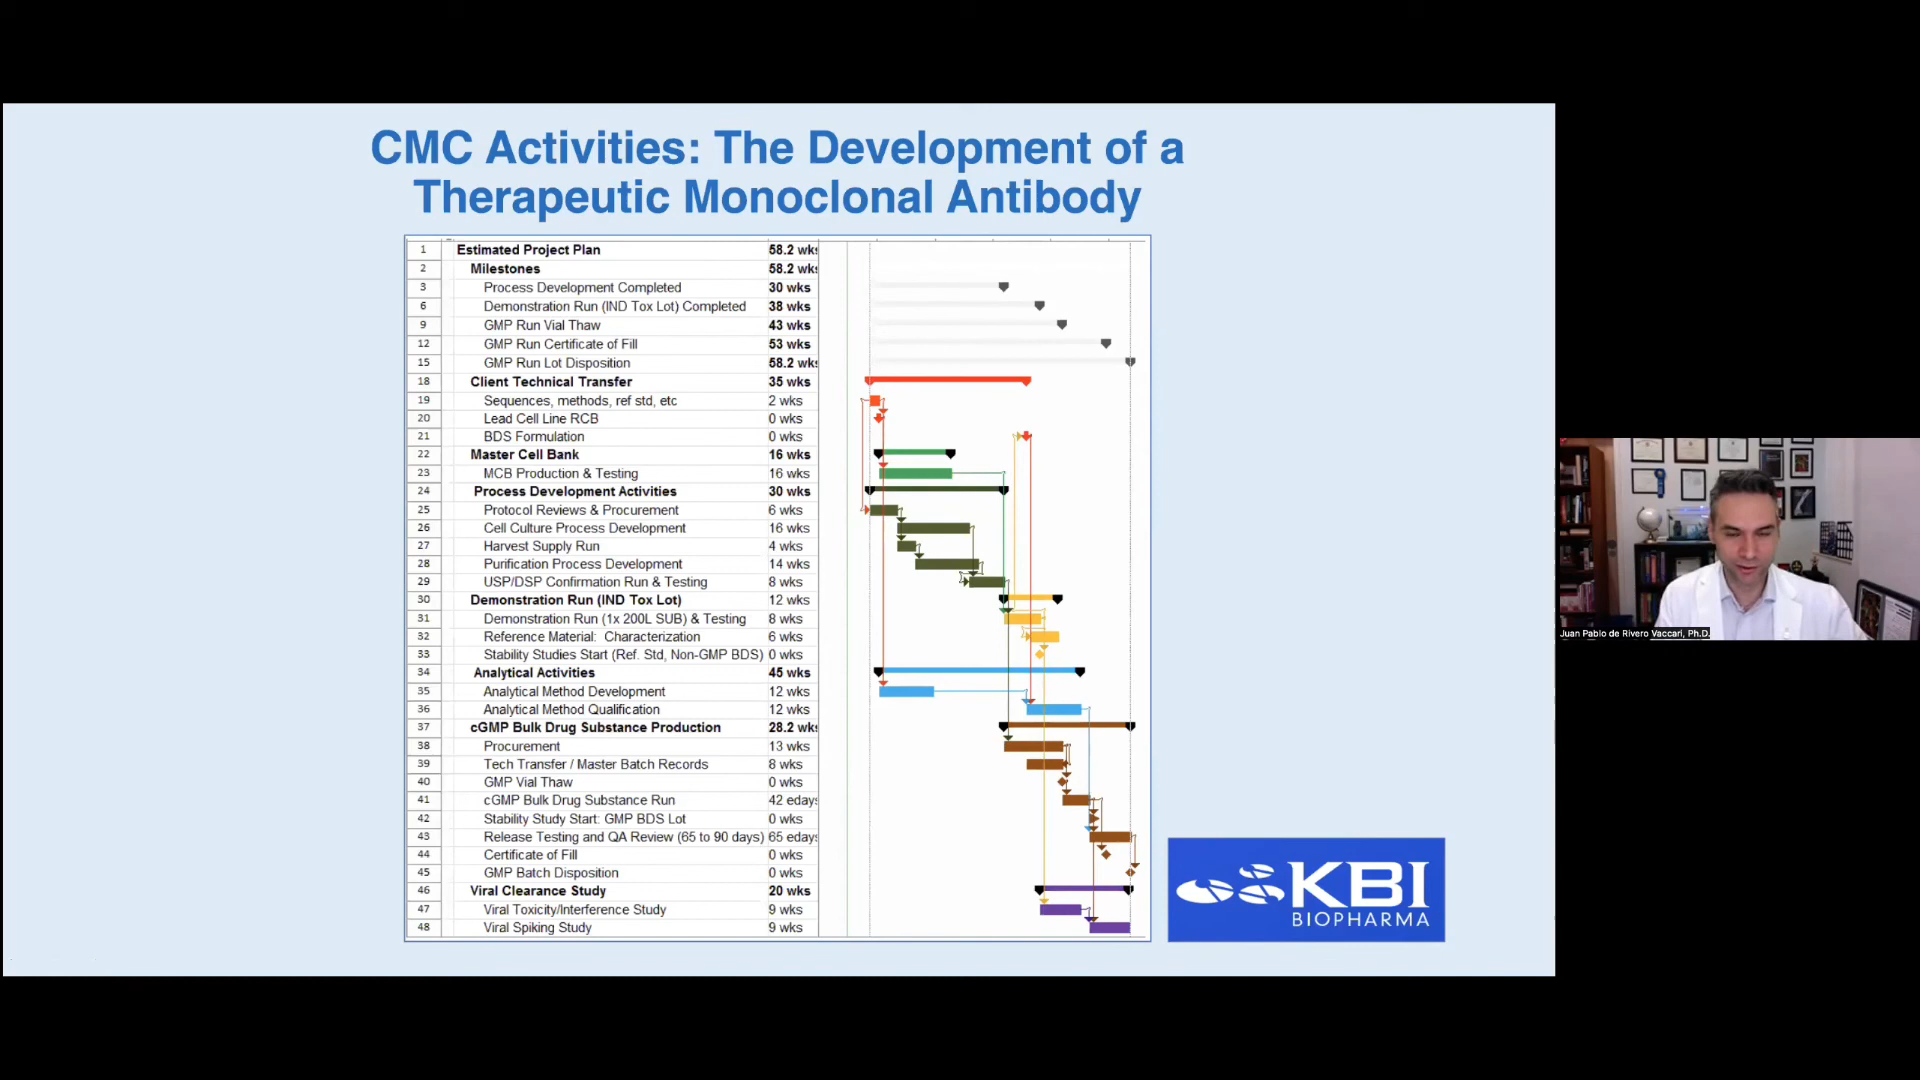 CMC Activities: The Development of a
Therapeutic Monoclonal Antibody
1 Estimated Project Plan 58.2 wks
2 Milestones 58.2 wks
3 Process Development Completed 30 wks
6 Demonstration Run (IND Tox Lot) Completed 38 wks
9 GMP Run Vial Thaw 43 wks
12 GMP Run Certificate of Fill 53 wks
15 GMP Run Lot Disposition 58.2 wks
18 Client Technical Transfer 35 wks
19 Sequences, methods, ref std, etc 2 wks
20 Lead Cell Line RCB 0 wks
21 BDS Formulation 0 wks
22 Master Cell Bank 16 wks
23 MCB Production & Testing 16 wks
24 Process Development Activities 30 wks
25 Protocol Reviews & Procurement 6 wks
26 Cell Culture Process Development 16 wks
27 Harvest Supply Run 4 wks
28 Purification Process Development 14 wks
29 USP/DSP Confirmation Run & Testing 8 wks
30 Demonstration Run (IND Tox Lot) 12 wks
31 Demonstration Run (1x 200L SUB) & Testing 8 wks
32 Reference Material: Characterization 6 wks
33 Stability Studies Start (Ref. Std, Non-GMP BDS) 0 wks
34 Analytical Activities 45 wks
35 Analytical Method Development 12 wks
36 Analytical Method Qualification 12 wks
37 cGMP Bulk Drug Substance Production 28.2 wks
38 Procurement 13 wks
39 Tech Transfer / Master Batch Records 8 wks
40 GMP Vial Thaw 0 wks
41 cGMP Bulk Drug Substance Run 42 edays
42 Stability Study Start: GMP BDS Lot 0 wks
43 Release Testing and QA Review (65 to 90 days) 65 edays
44 Certificate of Fill 0 wks
45 GMP Batch Disposition 0 wks
46 Viral Clearance Study 20 wks
47 Viral Toxicity/Interference Study 9 wks
48 Viral Spiking Study 9 wks
KBI
BIOPHARMA
Juan Pablo de Rivero Vaccari, Ph.D.